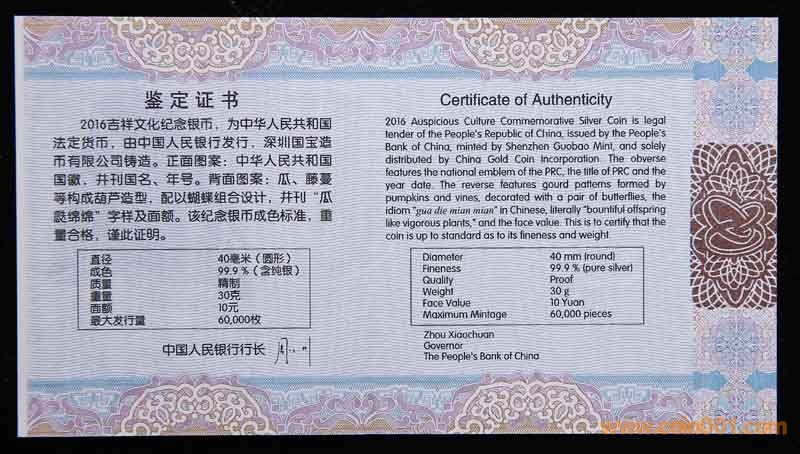 鉴定证书
2016吉祥文化纪念银币，为中华人民共和国
法定货币，由中国人民银行发行，深圳国宝造
币有限公司铸造。正面图案：中华人民共和国
国徽，并刊国名、年号。背面图案：瓜、藤蔓
等构成葫芦造型，配以蝴蝶组合设计，并刊“瓜
瓞绵绵”字样及面额。该纪念银币成色标准，重
量合格，谨此证明。
直径 40毫米（圆形）
成色 99.9％（含纯银）
质量 精制
重量 30克
面额 10元
最大发行量 60,000枚
中国人民银行行长
Certificate of Authenticity
2016 Auspicious Culture Commemorative Silver Coin is legal
tender of the People's Republic of China, issued by the People's
Bank of China, minted by Shenzhen Guobao Mint, and solely
distributed by China Gold Coin Incorporation. The obverse
features the national emblem of the PRC, the title of PRC and the
year date. The reverse features gourd patterns formed by
pumpkins and vines, decorated with a pair of butterflies, the
idiom "gua die mian mian" in Chinese, literally "bountiful offspring
like vigorous plants," and the face value. This is to certify that the
coin is up to standard as to its fineness and weight.
Diameter 40 mm (round)
Fineness 99.9 % (pure silver)
Quality Proof
Weight 30 g
Face Value 10 Yuan
Maximum Mintage 60,000 pieces
Zhou Xiaochuan
Governor
The People's Bank of China
www.coin001.com